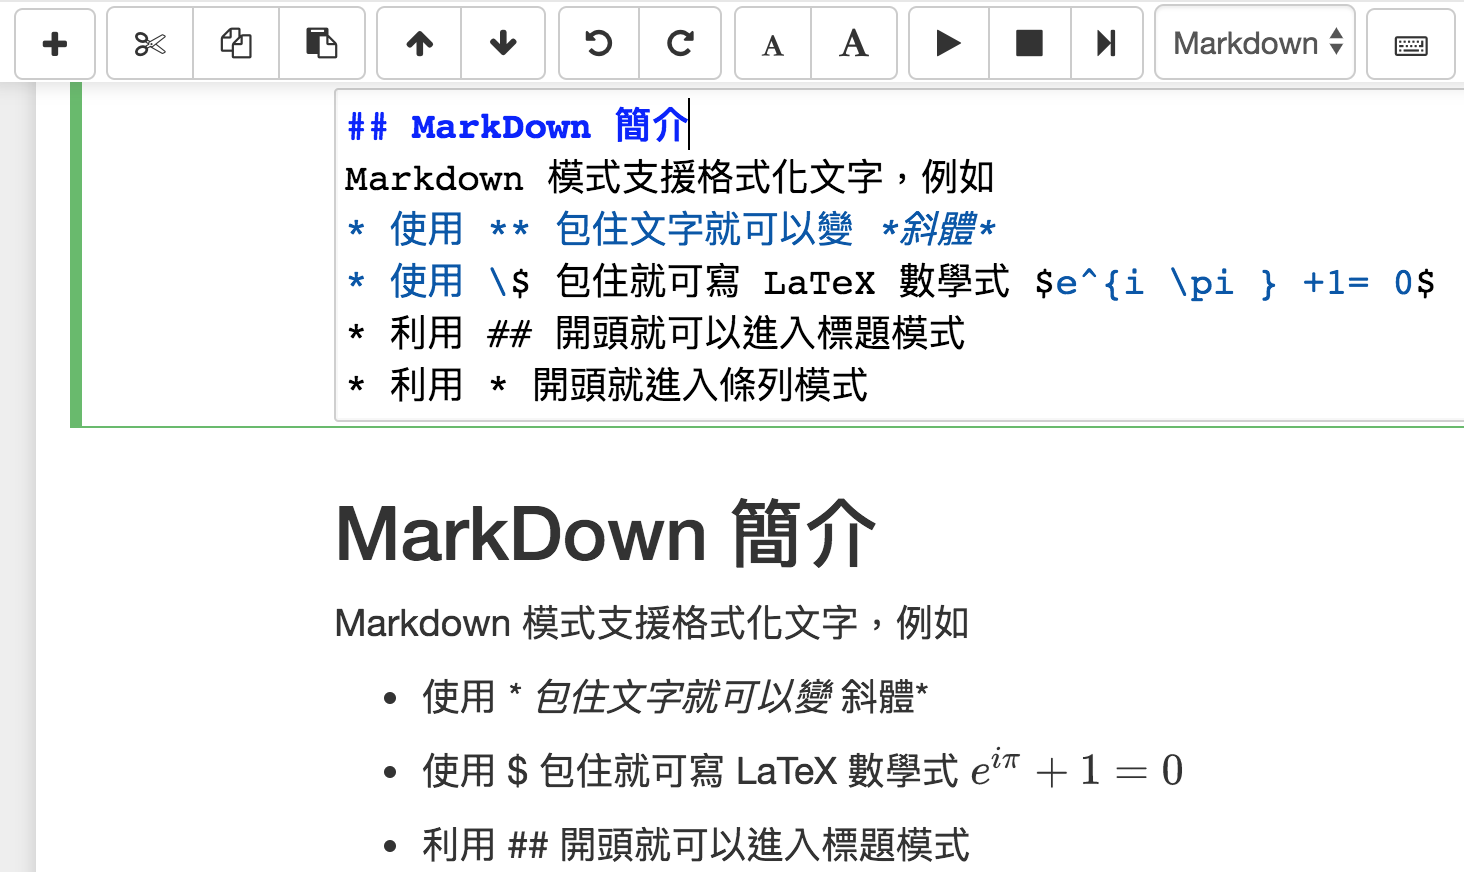 A A Markdown
## MarkDown 簡介
Markdown 模式支援格式化文字，例如
* 使用 ** 包住文字就可以變 *斜體*
* 使用 \$ 包住就可寫 LaTeX 數學式 $e^{i \pi } +1= 0$
* 利用 ## 開頭就可以進入標題模式
* 利用 * 開頭就進入條列模式
MarkDown 簡介
Markdown 模式支援格式化文字，例如
• 使用 * 包住文字就可以變 斜體*
• 使用 $ 包住就可寫 LaTeX 數學式 e^{iπ} + 1 = 0
• 利用 ## 開頭就可以進入標題模式